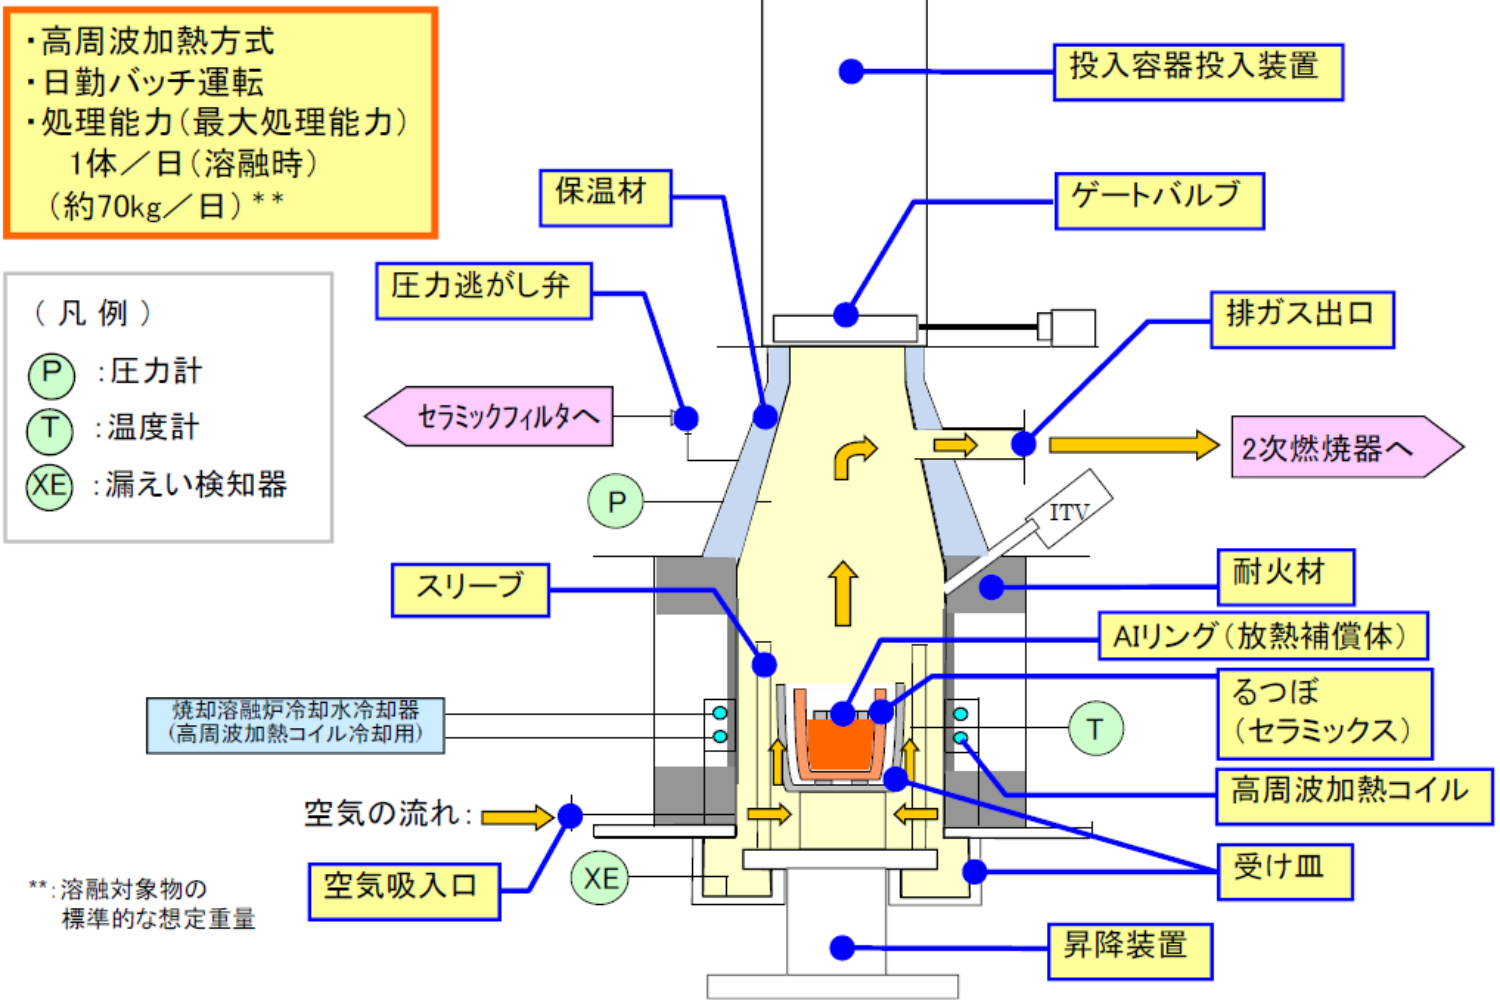 ・高周波加熱方式
・日勤バッチ運転
・処理能力(最大処理能力)
1体／日(溶融時)
(約70kg／日)**
投入容器投入装置
保温材
ゲートバルブ
圧力逃がし弁
排ガス出口
(凡例)
P :圧力計
T :温度計
XE :漏えい検知器
セラミックフィルタへ
2次燃焼器へ
P
ITV
スリーブ
耐火材
AIリング(放熱補償体)
るつぼ
(セラミックス)
焼却溶融炉冷却水冷却器
(高周波加熱コイル冷却用)
T
高周波加熱コイル
空気の流れ:
XE
空気吸入口
受け皿
**:溶融対象物の
標準的な想定重量
昇降装置